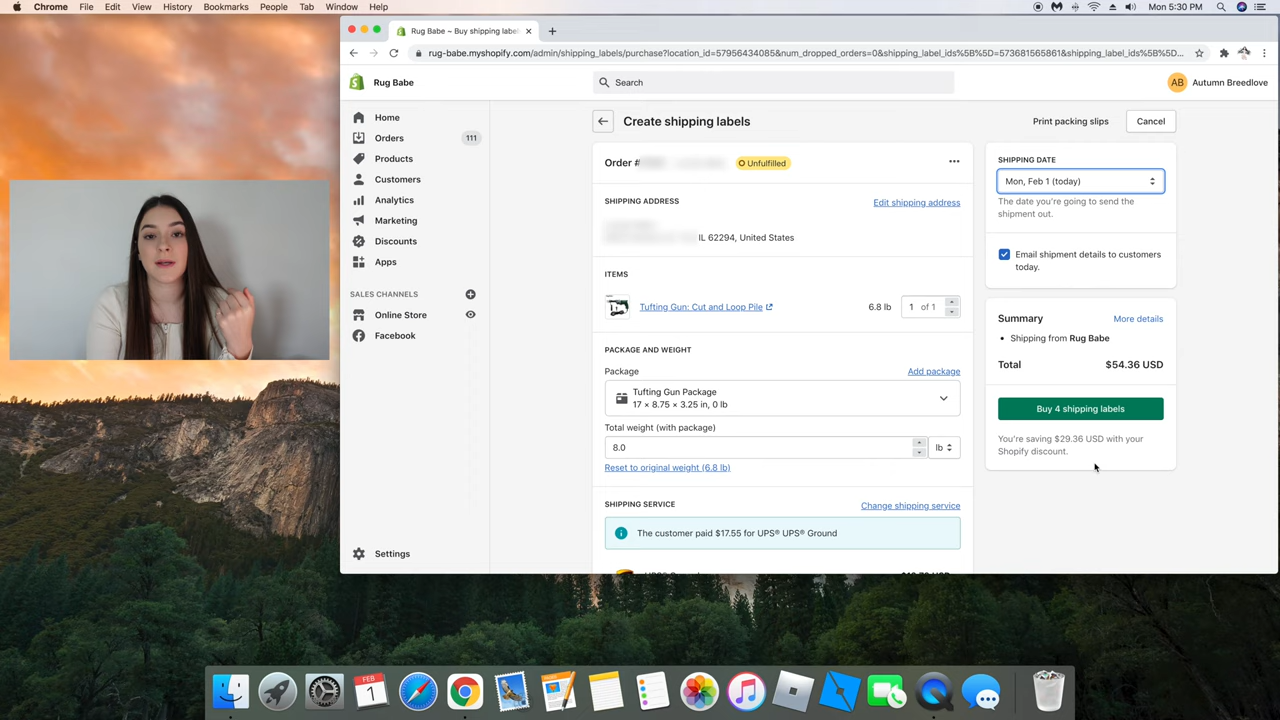 Chrome File Edit View History Bookmarks People Tab Window Help
Mon 5:30 PM
Rug Babe ~ Buy shipping label
rug-babe.myshopify.com/admin/shipping_labels/purchase?location_id=57956434085&num_dropped_orders=0&shipping_label_ids%5B%5D=573681565861&shipping_label_ids%5B%5D...
Rug Babe
Search
AB Autumn Breedlove
Home
Orders 111
Products
Customers
Analytics
Marketing
Discounts
Apps
SALES CHANNELS
Online Store
Facebook
Settings
Create shipping labels
Print packing slips
Cancel
Order #
Unfulfilled
SHIPPING ADDRESS
Edit shipping address
IL 62294, United States
ITEMS
Tufting Gun: Cut and Loop Pile
6.8 lb
1 of 1
PACKAGE AND WEIGHT
Package
Add package
Tufting Gun Package
17 × 8.75 × 3.25 in, 0 lb
Total weight (with package)
8.0
lb
Reset to original weight (6.8 lb)
SHIPPING SERVICE
Change shipping service
The customer paid $17.55 for UPS® UPS® Ground
SHIPPING DATE
Mon, Feb 1 (today)
The date you're going to send the
shipment out.
Email shipment details to customers
today.
Summary
More details
Shipping from Rug Babe
Total $54.36 USD
Buy 4 shipping labels
You're saving $29.36 USD with your
Shopify discount.
FEB
1